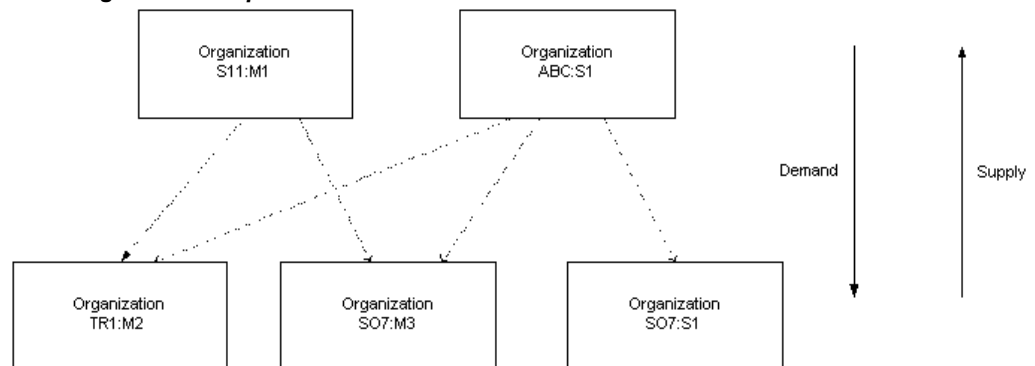 Organization
S11:M1
Organization
ABC:S1
Demand
Supply
Organization
TR1:M2
Organization
SO7:M3
Organization
SO7:S1